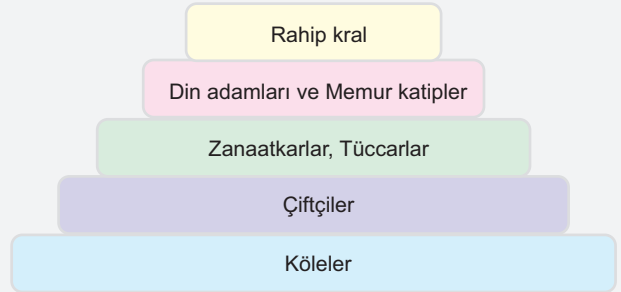 Rahip kral
Din adamları ve Memur katipler
Zanaatkarlar, Tüccarlar
Çiftçiler
Köleler